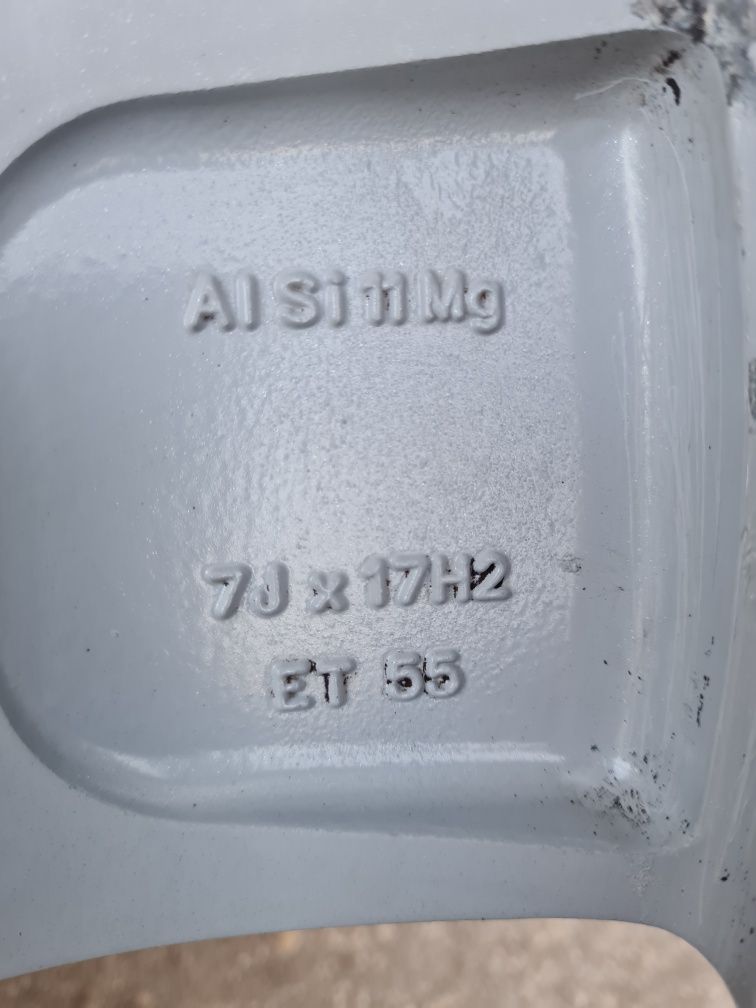 Al Si 11 Mg
7J x 17H2
ET 55